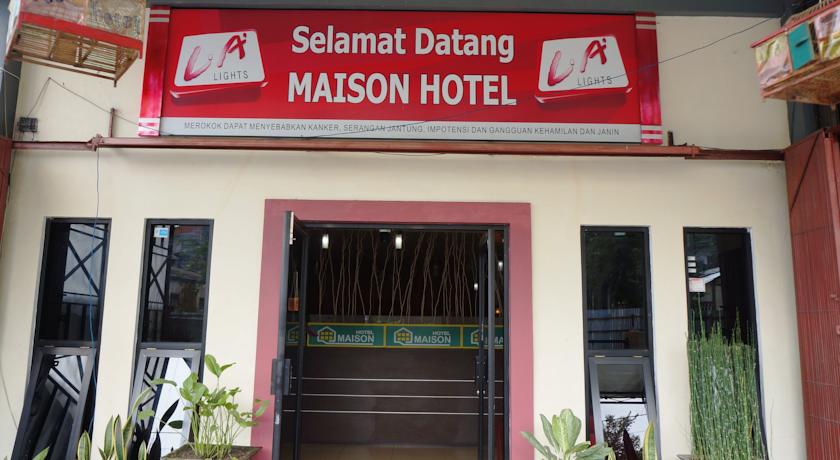 Selamat Datang
MAISON HOTEL
LA
LIGHTS
LA
LIGHTS
MEROKOK DAPAT MENYEBABKAN KANKER, SERANGAN JANTUNG, IMPOTENSI DAN GANGGUAN KEHAMILAN DAN JANIN
HOTEL
MAISON
HOTEL
MAISON
MA